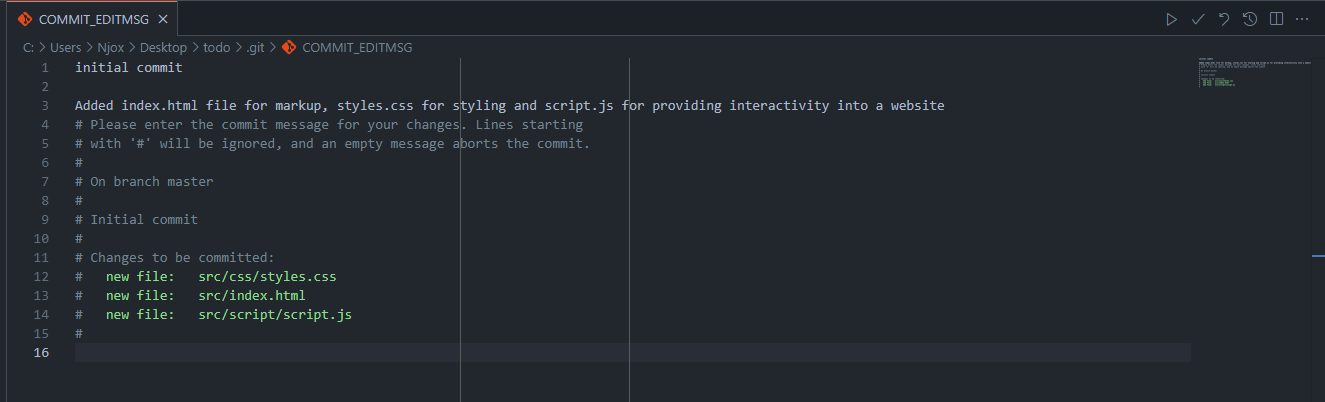 COMMIT_EDITMSG
C: > Users > Njox > Desktop > todo > .git > COMMIT_EDITMSG
1 initial commit
2
3 Added index.html file for markup, styles.css for styling and script.js for providing interactivity into a website
4 # Please enter the commit message for your changes. Lines starting
5 # with '#' will be ignored, and an empty message aborts the commit.
6 #
7 # On branch master
8 #
9 # Initial commit
10 #
11 # Changes to be committed:
12 #   new file:   src/css/styles.css
13 #   new file:   src/index.html
14 #   new file:   src/script/script.js
15 #
16